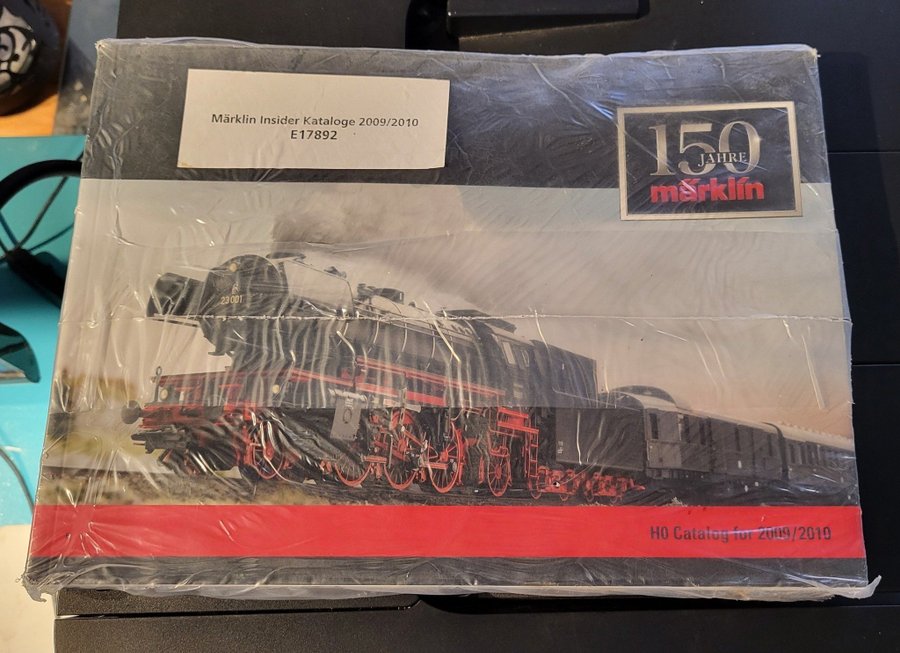 Märklin Insider Kataloge 2009/2010
E17892
150
JAHRE
märklin
23 001
H0 Catalog for 2009/2010